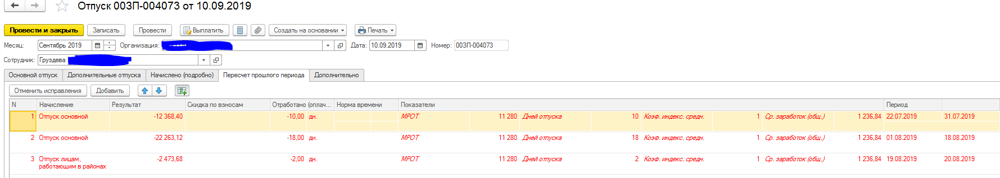 Отпуск 003П-004073 от 10.09.2019
Провести и закрыть Записать Провести Выплатить Создать на основании Печать
Месяц: Сентябрь 2019 Организация: Дата: 10.09.2019 Номер: 003П-004073
Сотрудник: Груздева
Основной отпуск Дополнительные отпуска Начислено (подробно) Пересчет прошлого периода Дополнительно
Отменить исправления Добавить
N Начисление Результат Скидка по взносам Отработано (оплач... Норма времени Показатели Период
1 Отпуск основной -12 368,40 -10,00 дн. МРОТ 11 280 Дней отпуска 10 Коэф. индекс. средн. 1 Ср. заработок (общ.) 1 236,84 22.07.2019 31.07.2019
2 Отпуск основной -22 263,12 -18,00 дн. МРОТ 11 280 Дней отпуска 18 Коэф. индекс. средн. 1 Ср. заработок (общ.) 1 236,84 01.08.2019 18.08.2019
3 Отпуск лицам, -2 473,68 -2,00 дн. МРОТ 11 280 Дней отпуска 2 Коэф. индекс. средн. 1 Ср. заработок (общ.) 1 236,84 19.08.2019 20.08.2019
работающим в районах